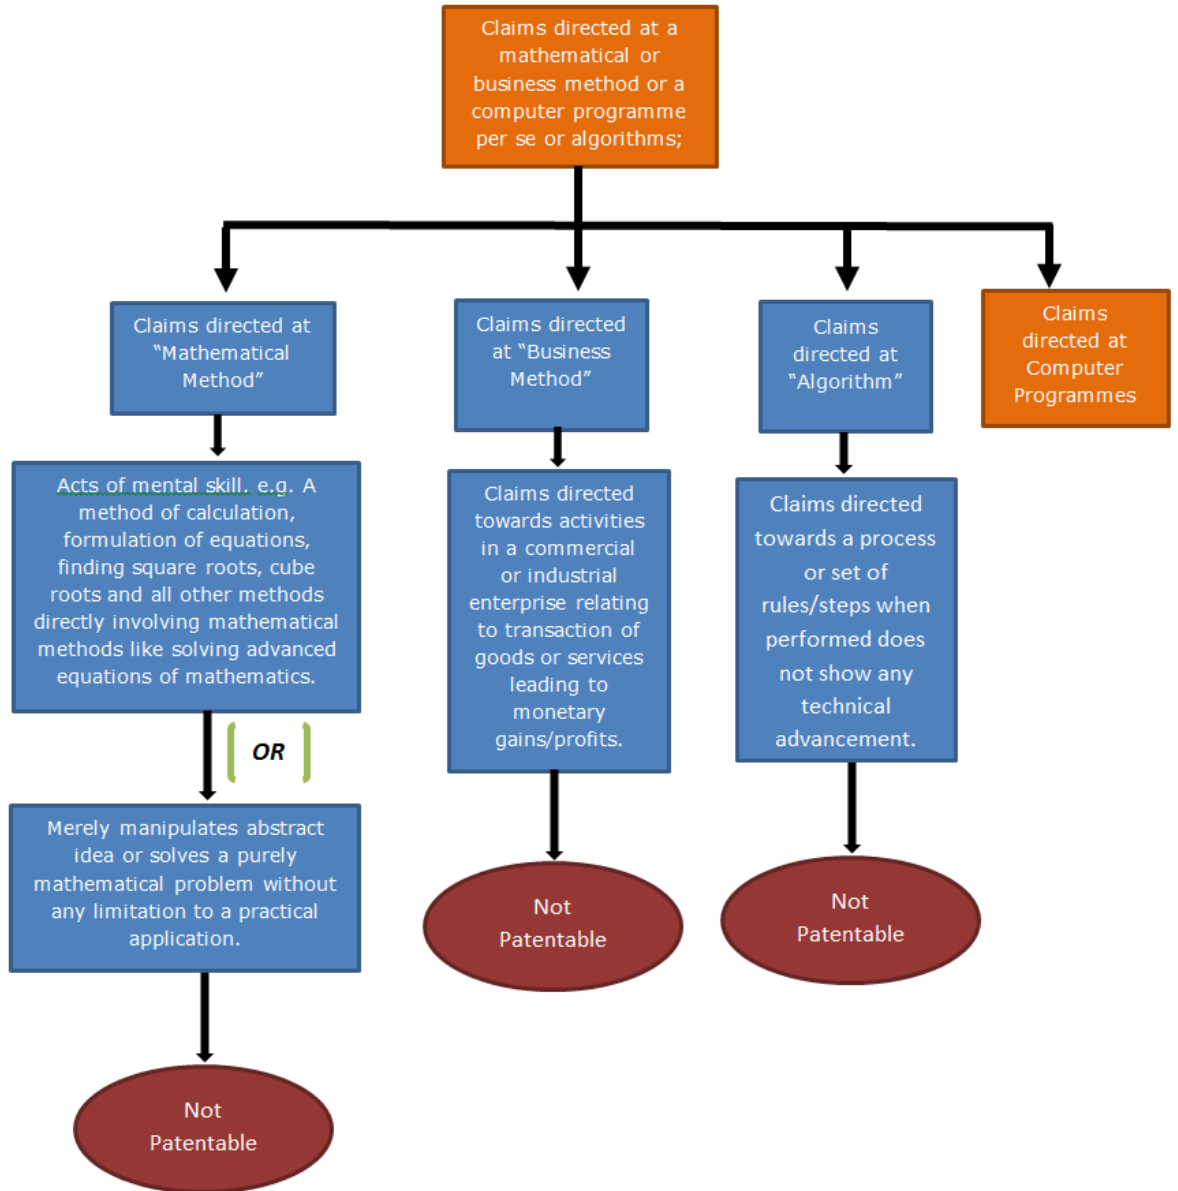 Claims directed at a
mathematical or
business method or a
computer programme
per se or algorithms;
Claims directed at
“Mathematical
Method”
Claims directed
at “Business
Method”
Claims
directed at
“Algorithm”
Claims
directed at
Computer
Programmes
Acts of mental skill. e.g. A
method of calculation,
formulation of equations,
finding square roots, cube
roots and all other methods
directly involving mathematical
methods like solving advanced
equations of mathematics.
Claims directed
towards activities
in a commercial
or industrial
enterprise relating
to transaction of
goods or services
leading to
monetary
gains/profits.
Claims directed
towards a process
or set of
rules/steps when
performed does
not show any
technical
advancement.
OR
Merely manipulates abstract
idea or solves a purely
mathematical problem without
any limitation to a practical
application.
Not
Patentable
Not
Patentable
Not
Patentable